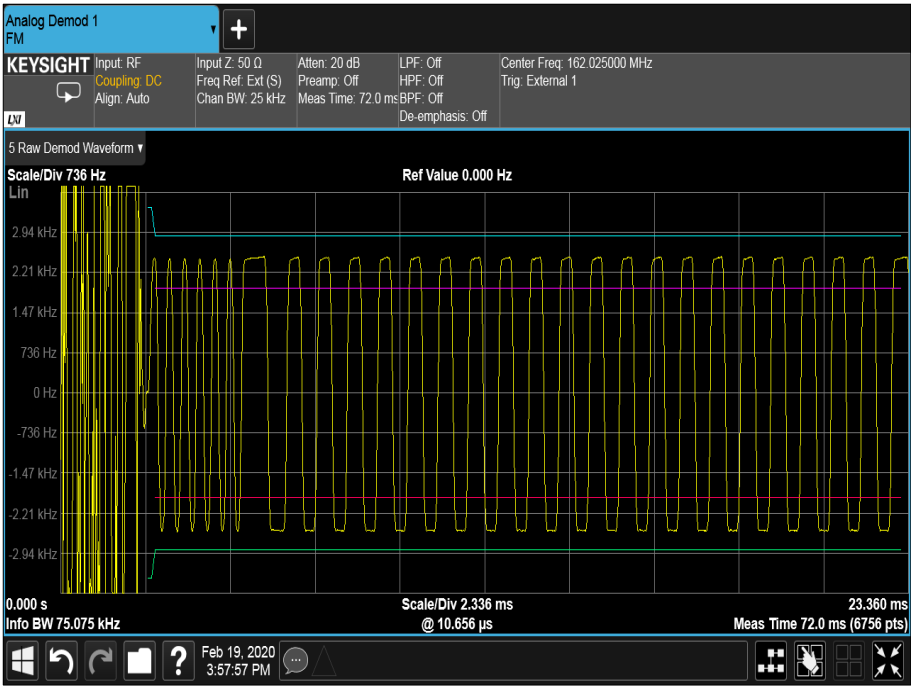 Analog Demod 1
FM
KEYSIGHT
LXI
Input: RF
Coupling: DC
Align: Auto
Input Z: 50 Ω
Freq Ref: Ext (S)
Chan BW: 25 kHz
Atten: 20 dB
Preamp: Off
Meas Time: 72.0 ms
LPF: Off
HPF: Off
BPF: Off
De-emphasis: Off
Center Freq: 162.025000 MHz
Trig: External 1
5 Raw Demod Waveform
Scale/Div 736 Hz
Ref Value 0.000 Hz
Lin
2.94 kHz
2.21 kHz
1.47 kHz
736 Hz
0 Hz
-736 Hz
-1.47 kHz
-2.21 kHz
-2.94 kHz
0.000 s
Scale/Div 2.336 ms
23.360 ms
Info BW 75.075 kHz
@ 10.656 µs
Meas Time 72.0 ms (6756 pts)
?
Feb 19, 2020
3:57:57 PM